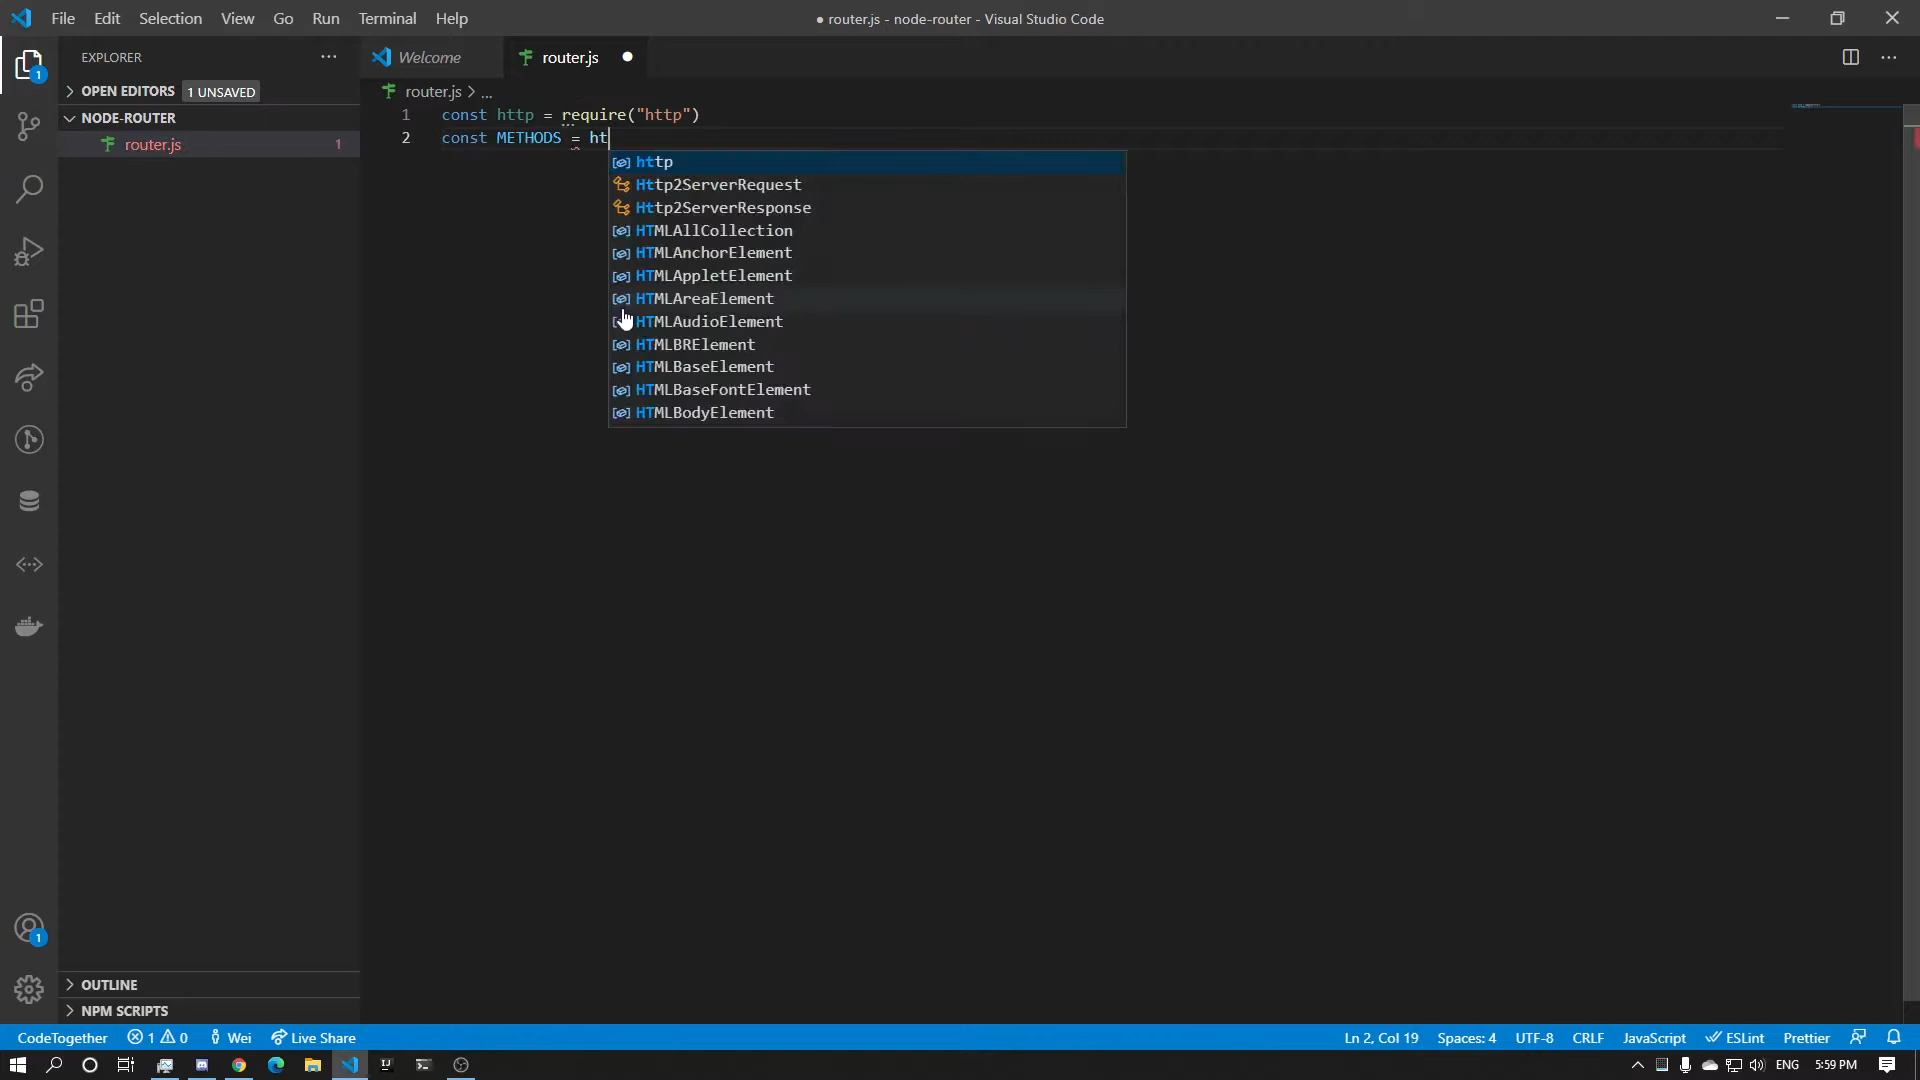 File Edit Selection View Go Run Terminal Help
● router.js - node-router - Visual Studio Code
EXPLORER
Welcome
router.js
OPEN EDITORS 1 UNSAVED
router.js > ...
NODE-ROUTER
router.js 1
1 const http = require("http")
2 const METHODS = ht
http
Http2ServerRequest
Http2ServerResponse
HTMLAllCollection
HTMLAnchorElement
HTMLAppletElement
HTMLAreaElement
HTMLAudioElement
HTMLBRElement
HTMLBaseElement
HTMLBaseFontElement
HTMLBodyElement
1
1
OUTLINE
NPM SCRIPTS
CodeTogether 1 0 Wei Live Share
Ln 2, Col 19 Spaces: 4 UTF-8 CRLF JavaScript ESLint Prettier
ENG 5:59 PM